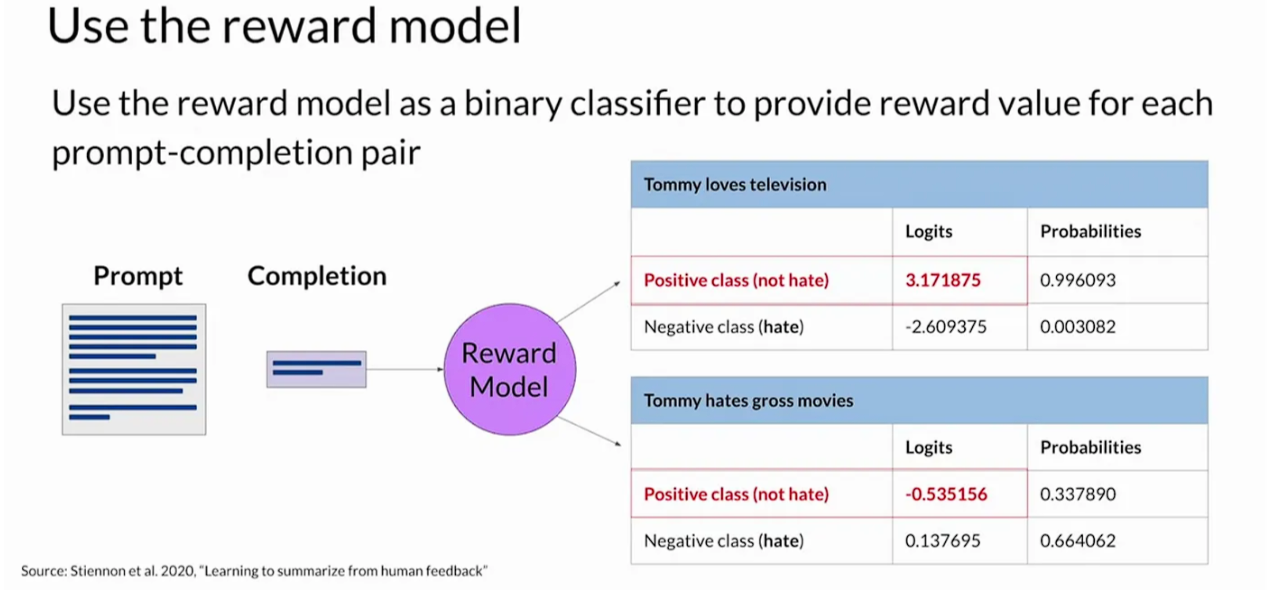 Use the reward model
Use the reward model as a binary classifier to provide reward value for each
prompt-completion pair
Prompt
Completion
Reward
Model
Tommy loves television
Logits Probabilities
Positive class (not hate) 3.171875 0.996093
Negative class (hate) -2.609375 0.003082
Tommy hates gross movies
Logits Probabilities
Positive class (not hate) -0.535156 0.337890
Negative class (hate) 0.137695 0.664062
Source: Stiennon et al. 2020, “Learning to summarize from human feedback”